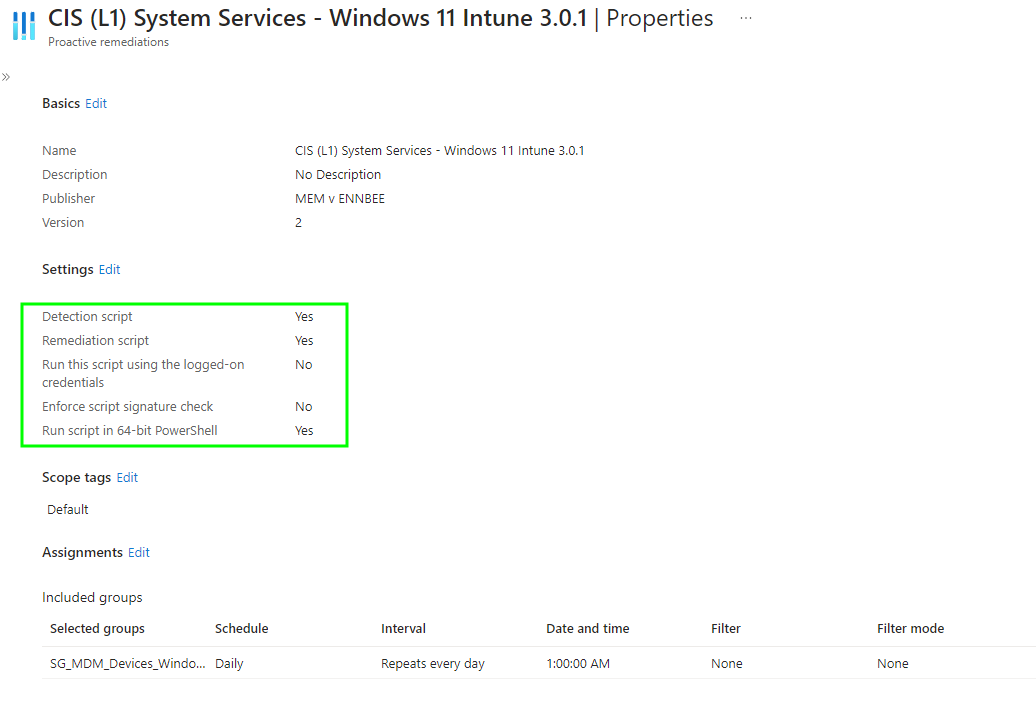 CIS (L1) System Services - Windows 11 Intune 3.0.1 | Properties ...
Proactive remediations
»
Basics Edit
Name CIS (L1) System Services - Windows 11 Intune 3.0.1
Description No Description
Publisher MEM v ENNBEE
Version 2
Settings Edit
Detection script Yes
Remediation script Yes
Run this script using the logged-on No
credentials
Enforce script signature check No
Run script in 64-bit PowerShell Yes
Scope tags Edit
Default
Assignments Edit
Included groups
Selected groups Schedule Interval Date and time Filter Filter mode
SG_MDM_Devices_Windo... Daily Repeats every day 1:00:00 AM None None